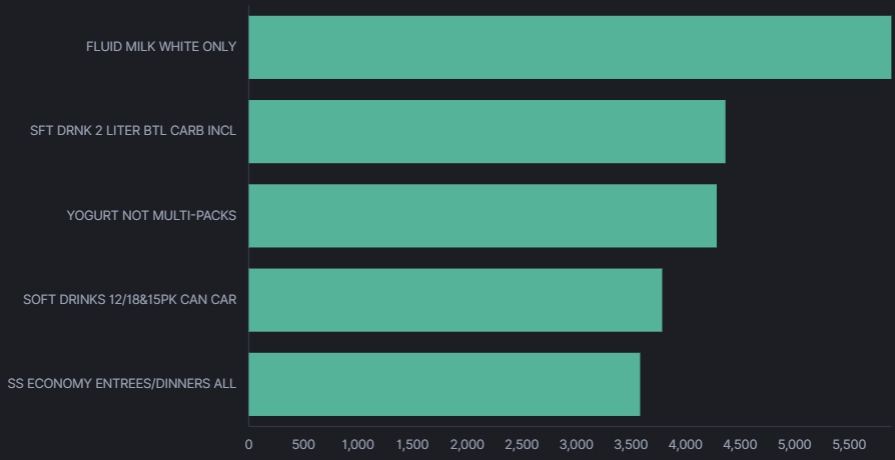 FLUID MILK WHITE ONLY
SFT DRNK 2 LITER BTL CARB INCL
YOGURT NOT MULTI-PACKS
SOFT DRINKS 12/18&15PK CAN CAR
SS ECONOMY ENTREES/DINNERS ALL
0 500 1,000 1,500 2,000 2,500 3,000 3,500 4,000 4,500 5,000 5,500